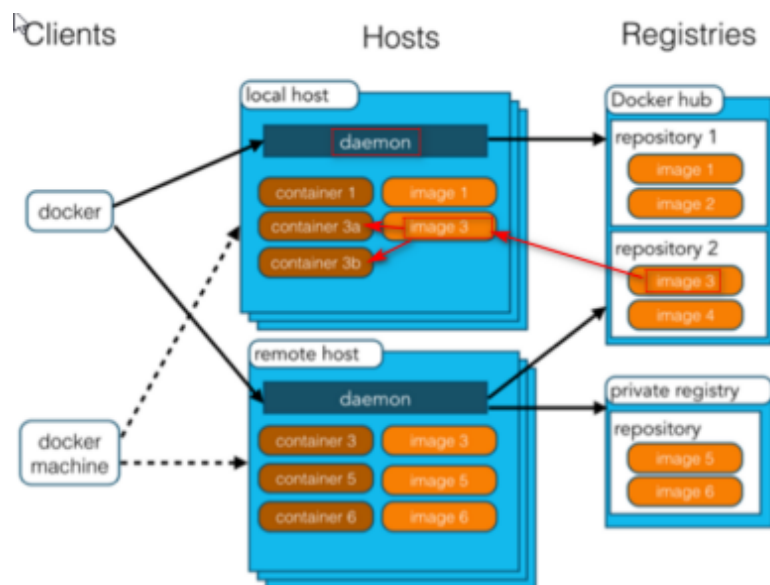 Clients
Hosts
Registries
docker
docker
machine
local host
daemon
container 1
image 1
container 3a
image 3
container 3b
remote host
daemon
container 3
image 3
container 5
image 5
container 6
image 6
Docker hub
repository 1
image 1
image 2
repository 2
image 3
image 4
private registry
repository
image 5
image 6